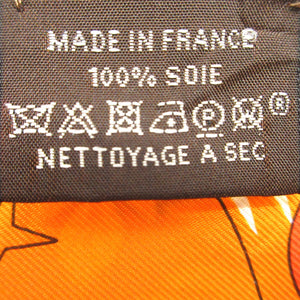 MADE IN FRANCE
100% SOIE
P ®
NETTOYAGE A SEC